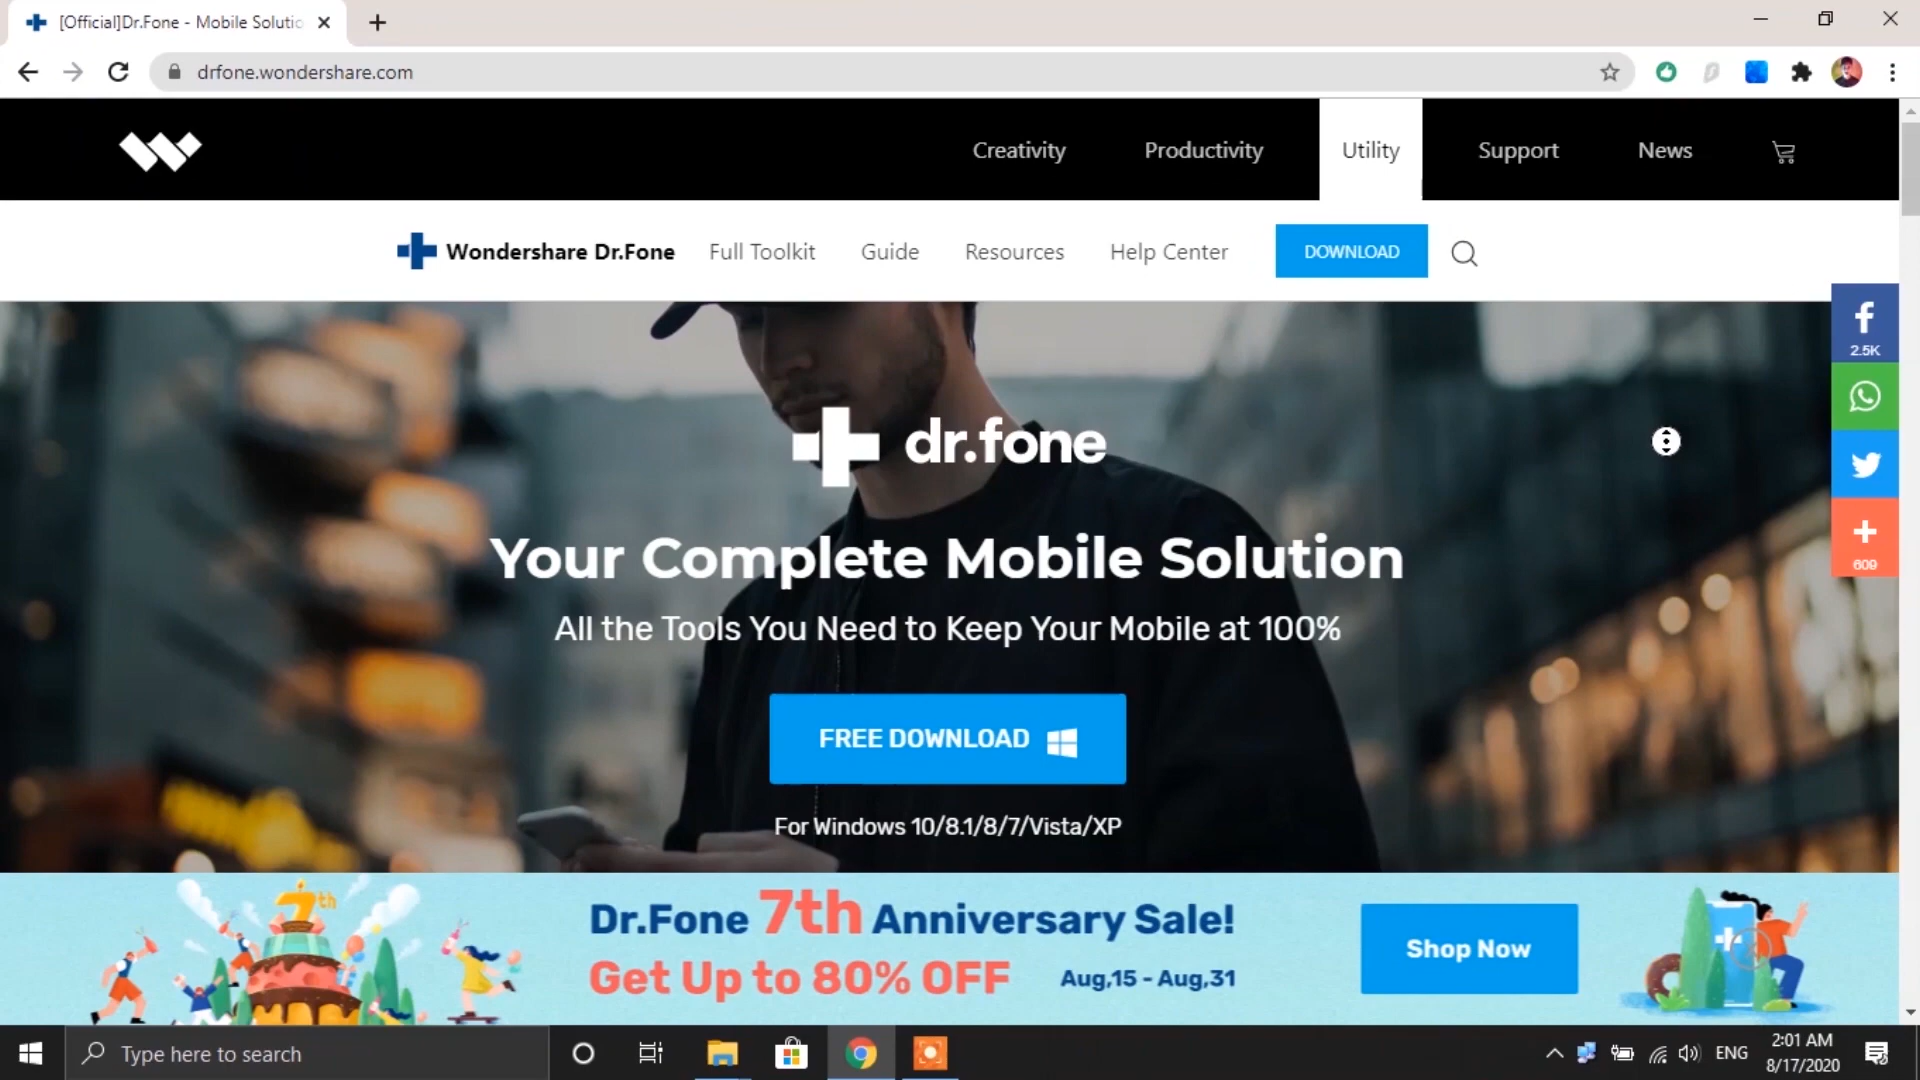 [Official]Dr.Fone - Mobile Solutio
drfone.wondershare.com
Creativity
Productivity
Utility
Support
News
Wondershare Dr.Fone
Full Toolkit
Guide
Resources
Help Center
DOWNLOAD
2.5K
609
dr.fone
Your Complete Mobile Solution
All the Tools You Need to Keep Your Mobile at 100%
FREE DOWNLOAD
For Windows 10/8.1/8/7/Vista/XP
7th
Dr.Fone 7th Anniversary Sale!
Get Up to 80% OFF
Aug,15 - Aug,31
Shop Now
Type here to search
ENG
2:01 AM
8/17/2020